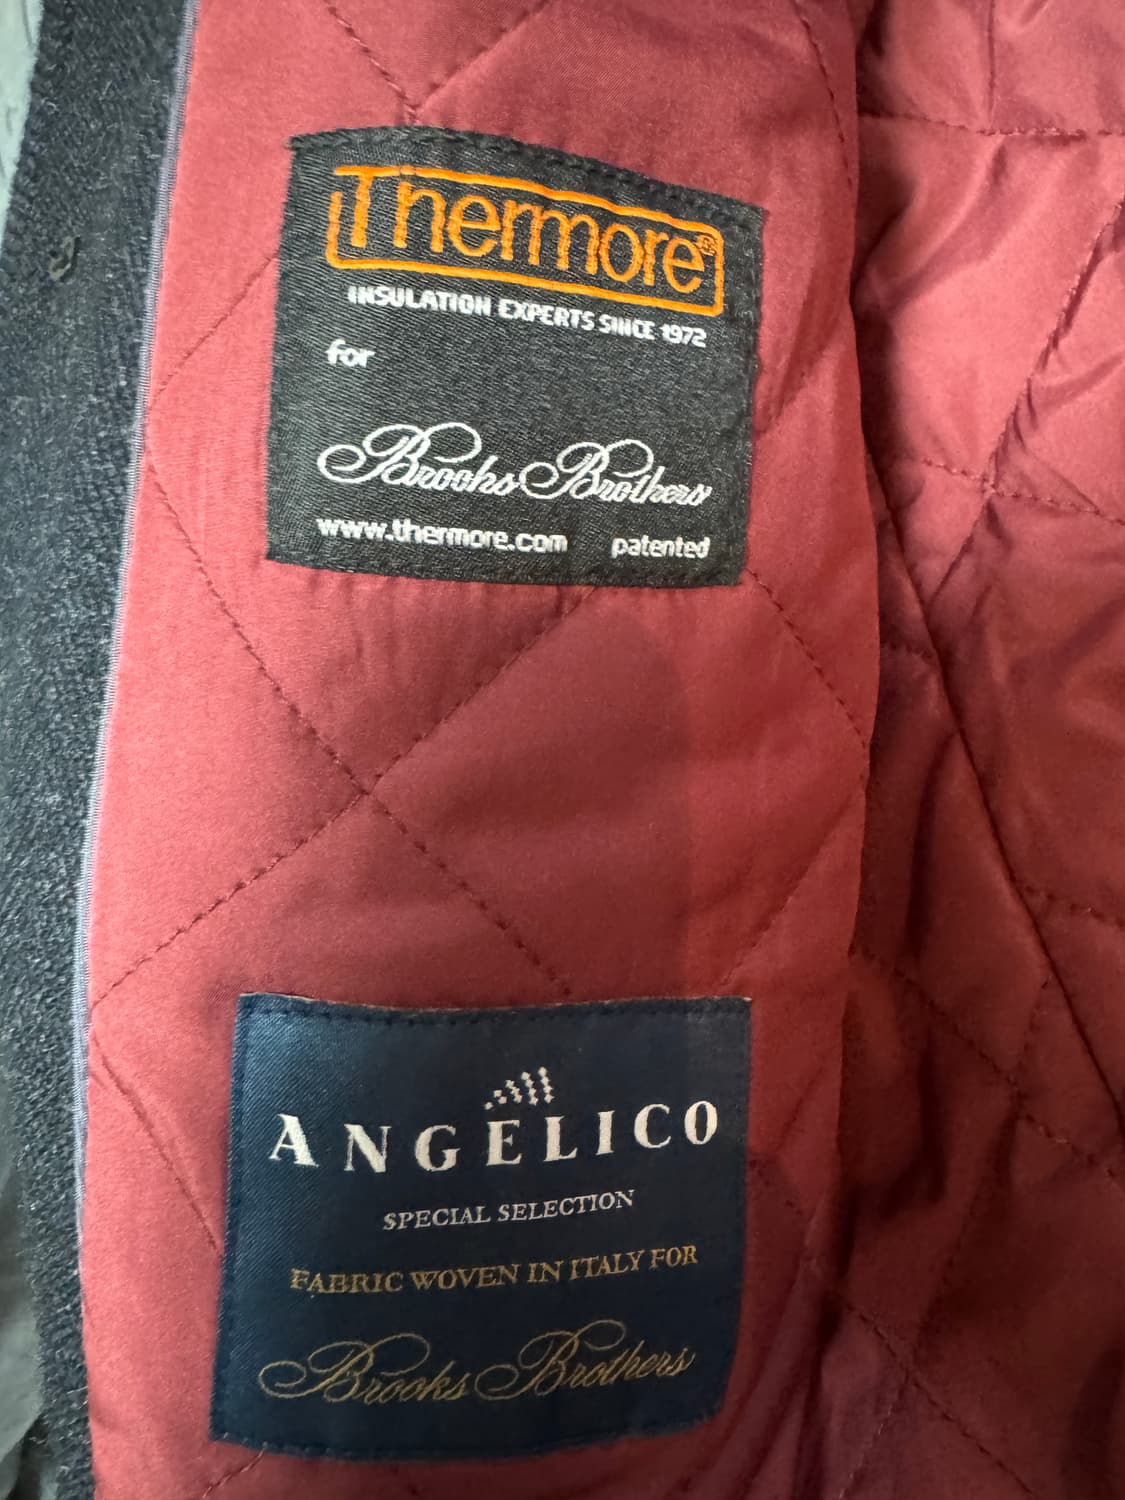 Thermore®
INSULATION EXPERTS SINCE 1972
for
Brooks Brothers
www.thermore.com patented
ANGELICO
SPECIAL SELECTION
FABRIC WOVEN IN ITALY FOR
Brooks Brothers